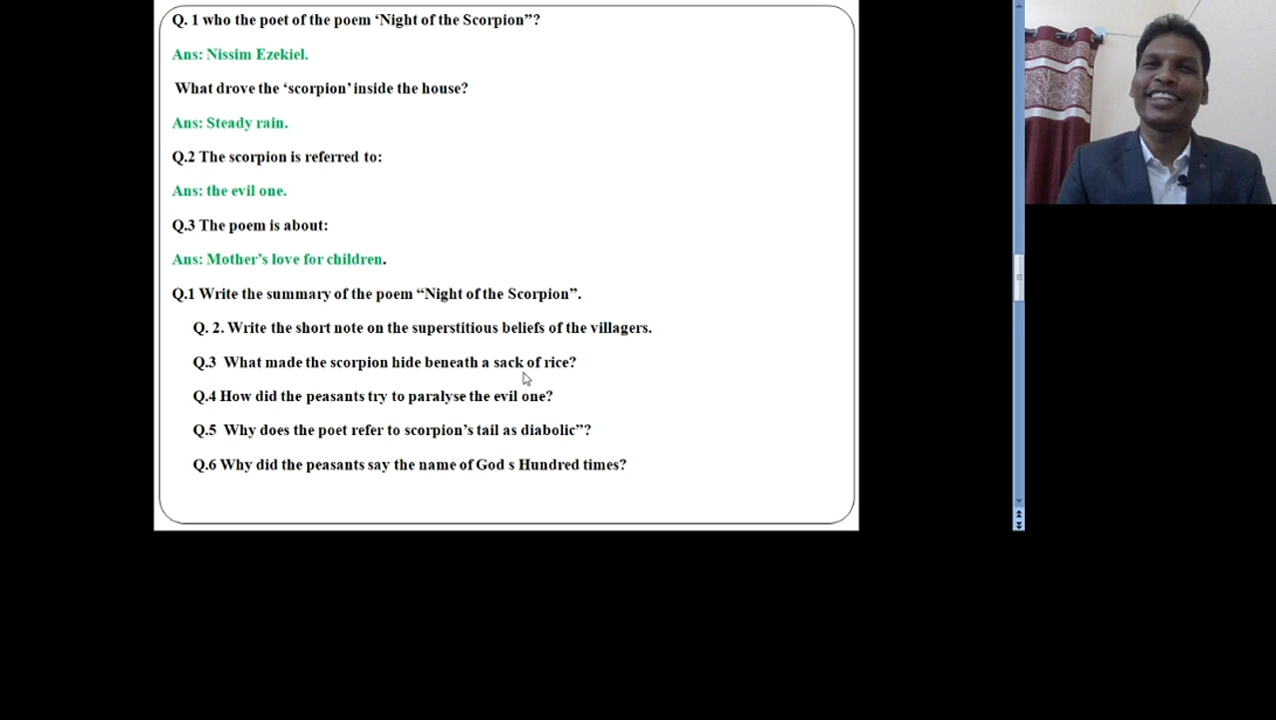 Q. 1 who the poet of the poem ‘Night of the Scorpion”?
Ans: Nissim Ezekiel.
What drove the ‘scorpion’ inside the house?
Ans: Steady rain.
Q.2 The scorpion is referred to:
Ans: the evil one.
Q.3 The poem is about:
Ans: Mother’s love for children.
Q.1 Write the summary of the poem “Night of the Scorpion”.
Q. 2. Write the short note on the superstitious beliefs of the villagers.
Q.3 What made the scorpion hide beneath a sack of rice?
Q.4 How did the peasants try to paralyse the evil one?
Q.5 Why does the poet refer to scorpion’s tail as diabolic”?
Q.6 Why did the peasants say the name of God s Hundred times?